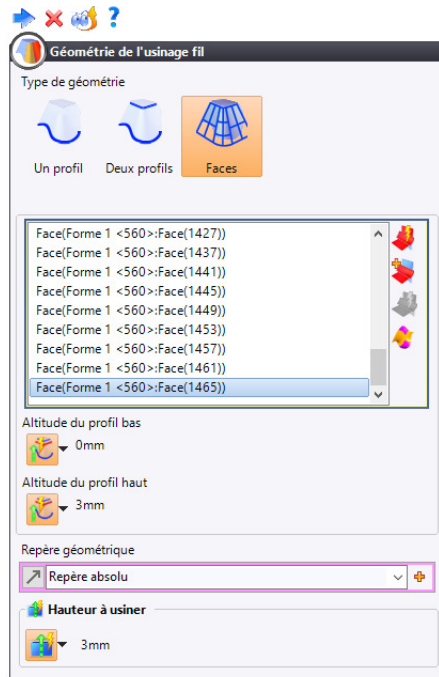 ?
Géométrie de l'usinage fil
Type de géométrie
Un profil Deux profils Faces
Face(Forme 1 <560>:Face(1427))
Face(Forme 1 <560>:Face(1437))
Face(Forme 1 <560>:Face(1441))
Face(Forme 1 <560>:Face(1445))
Face(Forme 1 <560>:Face(1449))
Face(Forme 1 <560>:Face(1453))
Face(Forme 1 <560>:Face(1457))
Face(Forme 1 <560>:Face(1461))
Face(Forme 1 <560>:Face(1465))
Altitude du profil bas
0mm
Altitude du profil haut
3mm
Repère géométrique
Repère absolu
Hauteur à usiner
3mm